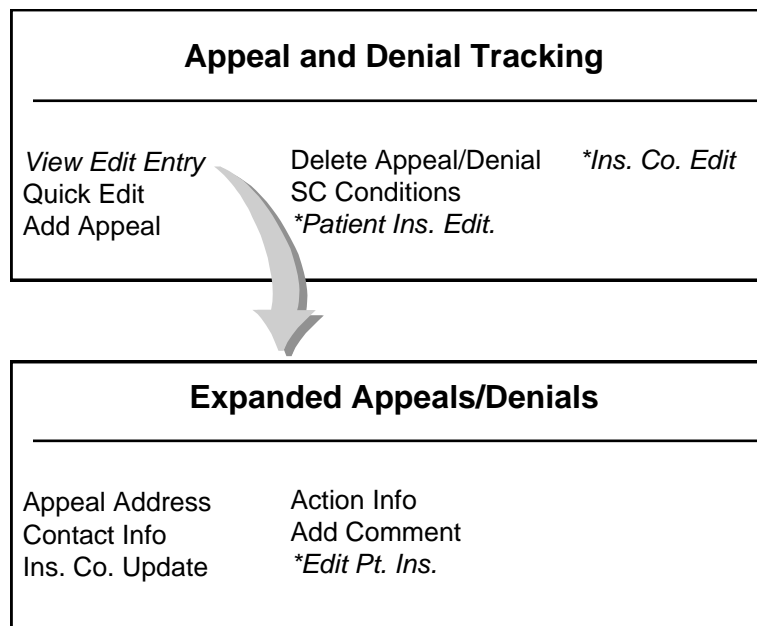 Appeal and Denial Tracking
View Edit Entry
Quick Edit
Add Appeal
Delete Appeal/Denial
SC Conditions
*Patient Ins. Edit.
*Ins. Co. Edit
Expanded Appeals/Denials
Appeal Address
Contact Info
Ins. Co. Update
Action Info
Add Comment
*Edit Pt. Ins.